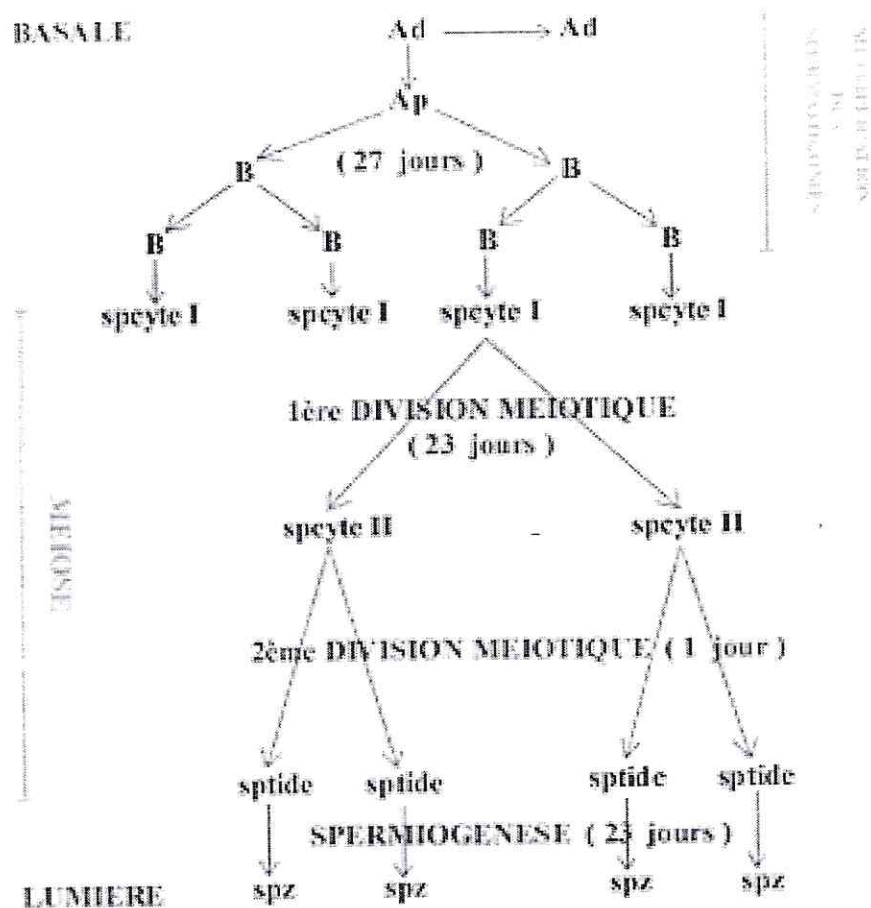 BASALE Ad Ad
Ap
( 27 jours )
B B
B B B B
spcyte I spcyte I spcyte I spcyte I
1ère DIVISION MEIOTIQUE
( 23 jours )
spcyte II spcyte II
MEIOSE
2ème DIVISION MEIOTIQUE ( 1 jour )
sptide sptide sptide sptide
SPERMIOGENESE ( 23 jours )
LUMIERE spz spz spz spz